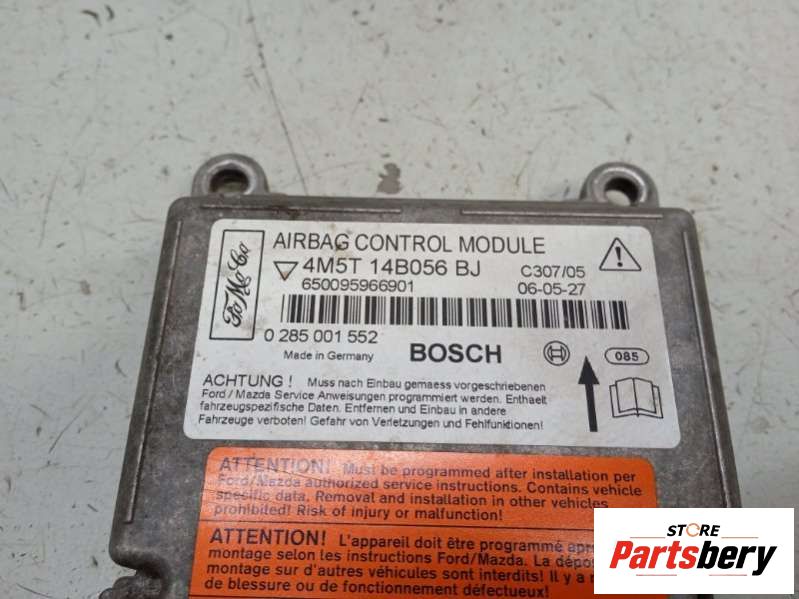 FoMoCo
AIRBAG CONTROL MODULE
4M5T 14B056 BJ
C307/05
650095966901
06-05-27
0 285 001 552
Made in Germany
BOSCH
085
ACHTUNG ! Muss nach Einbau gemaess vorgeschriebenen
Ford / Mazda Service Anweisungen programmiert werden. Enthaelt
fahrzeugspezifische Daten. Entfernen und Einbau in andere
Fahrzeuge verboten! Gefahr von Verletzungen und Fehlfunktionen!
ATTENTION! Must be programmed after installation per
Ford/Mazda authorized service instructions. Contains vehicle
specific data. Removal and installation in other vehicles
prohibited! Risk of injury or malfunction!
ATTENTION! L'appareil doit être programmé apr
montage selon les instructions Ford/Mazda. La dépos
montage sur d'autres véhicules sont interdits! Il y a r
de blessure ou de fonctionnement défectueux!
STORE
Partsbery